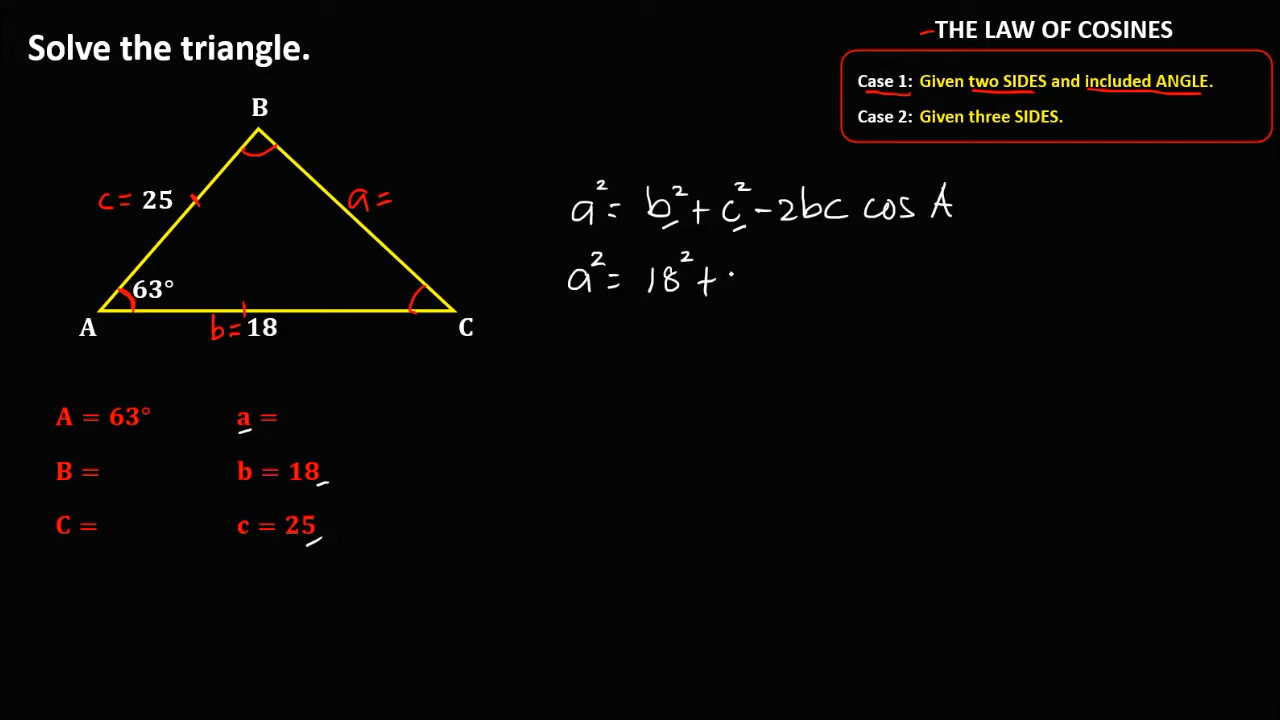 Solve the triangle.
THE LAW OF COSINES
Case 1: Given two SIDES and included ANGLE.
Case 2: Given three SIDES.
B
c = 25
a =
63°
A
b = 18
C
a² = b² + c² - 2bc cos A
a² = 18² +
A = 63°
a =
B =
b = 18
C =
c = 25